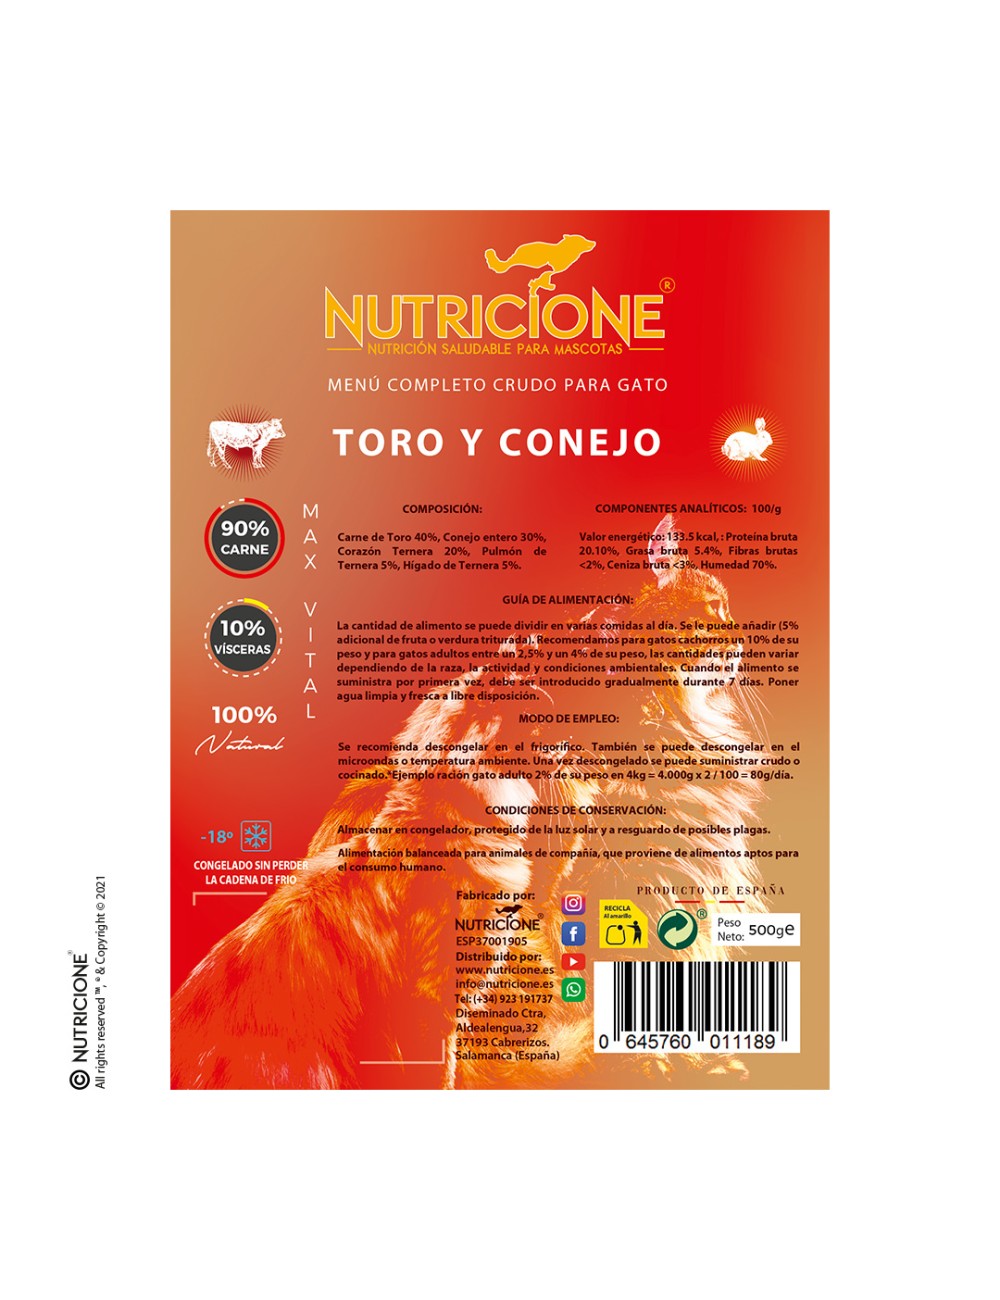 NUTRICIONE®
NUTRICIÓN SALUDABLE PARA MASCOTAS
MENÚ COMPLETO CRUDO PARA GATO
TORO Y CONEJO
90%
CARNE
10%
VÍSCERAS
100%
Natural
MAX VITAL
COMPOSICIÓN:
Carne de Toro 40%, Conejo entero 30%,
Corazón Ternera 20%, Pulmón de
Ternera 5%, Hígado de Ternera 5%.
COMPONENTES ANALÍTICOS: 100/g
Valor energético: 133.5 kcal, : Proteína bruta
20.10%, Grasa bruta 5.4%, Fibras brutas
<2%, Ceniza bruta <3%, Humedad 70%.
GUÍA DE ALIMENTACIÓN:
La cantidad de alimento se puede dividir en varias comidas al día. Se le puede añadir (5%
adicional de fruta o verdura triturada). Recomendamos para gatos cachorros un 10% de su
peso y para gatos adultos entre un 2,5% y un 4% de su peso, las cantidades pueden variar
dependiendo de la raza, la actividad y condiciones ambientales. Cuando el alimento se
suministra por primera vez, debe ser introducido gradualmente durante 7 días. Poner
agua limpia y fresca a libre disposición.
MODO DE EMPLEO:
Se recomienda descongelar en el frigorífico. También se puede descongelar en el
microondas o temperatura ambiente. Una vez descongelado se puede suministrar crudo o
cocinado.*Ejemplo ración gato adulto 2% de su peso en 4kg = 4.000g x 2 / 100 = 80g/día.
CONDICIONES DE CONSERVACIÓN:
Almacenar en congelador, protegido de la luz solar y a resguardo de posibles plagas.
Alimentación balanceada para animales de compañía, que proviene de alimentos aptos para
el consumo humano.
-18º
CONGELADO SIN PERDER
LA CADENA DE FRIO
Fabricado por:
NUTRICIONE®
ESP37001905
Distribuido por:
www.nutricione.es
info@nutricione.es
Tel: (+34) 923 191737
Diseminado Ctra,
Aldealengua,32
37193 Cabrerizos.
Salamanca (España)
PRODUCTO DE ESPAÑA
RECICLA
Al amarillo
®
Peso
Neto: 500g e
0 645760 011189
© NUTRICIONE®
All rights reserved ™, ® & Copyright © 2021